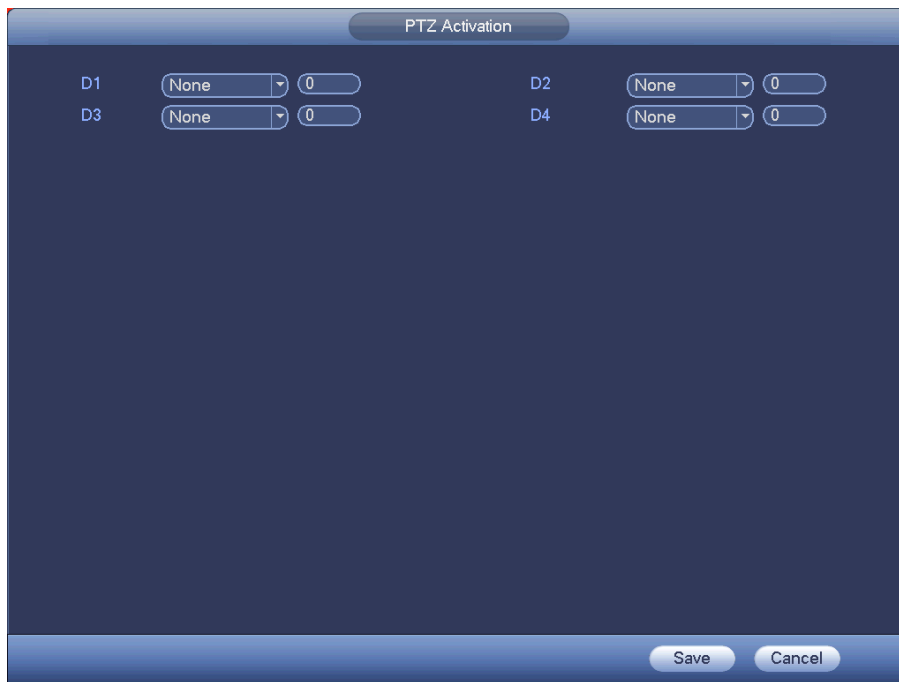 PTZ Activation
D1 None 0 D2 None 0
D3 None 0 D4 None 0
Save Cancel